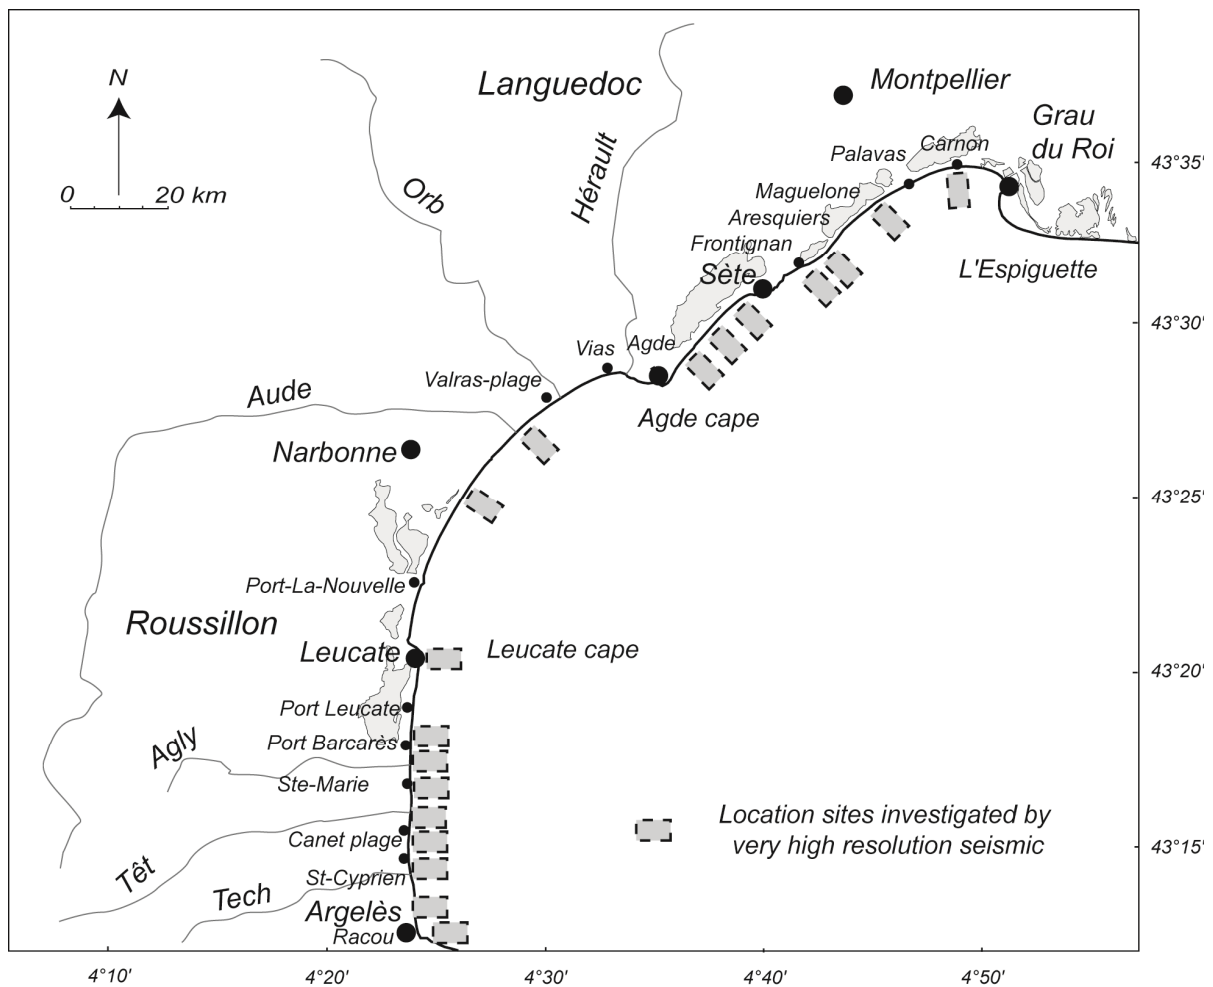 N
0 20 km
Languedoc
Montpellier
Grau
du Roi
Carnon
Palavas
Maguelone
Aresquiers
Frontignan
Sète
L'Espiguette
Orb
Hérault
Vias
Agde
Valras-plage
Agde cape
Aude
Narbonne
Port-La-Nouvelle
Roussillon
Leucate
Leucate cape
Port Leucate
Port Barcarès
Agly
Ste-Marie
Canet plage
Têt
St-Cyprien
Tech
Argelès
Racou
Location sites investigated by
very high resolution seismic
43°35'
43°30'
43°25'
43°20'
43°15'
4°10' 4°20' 4°30' 4°40' 4°50'